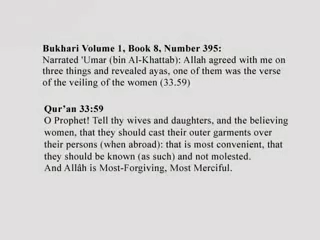 Bukhari Volume 1, Book 8, Number 395:
Narrated 'Umar (bin Al-Khattab): Allah agreed with me on
three things and revealed ayas, one of them was the verse
of the veiling of the women (33.59)
Qur'an 33:59
O Prophet! Tell thy wives and daughters, and the believing
women, that they should cast their outer garments over
their persons (when abroad): that is most convenient, that
they should be known (as such) and not molested.
And Allâh is Most-Forgiving, Most Merciful.